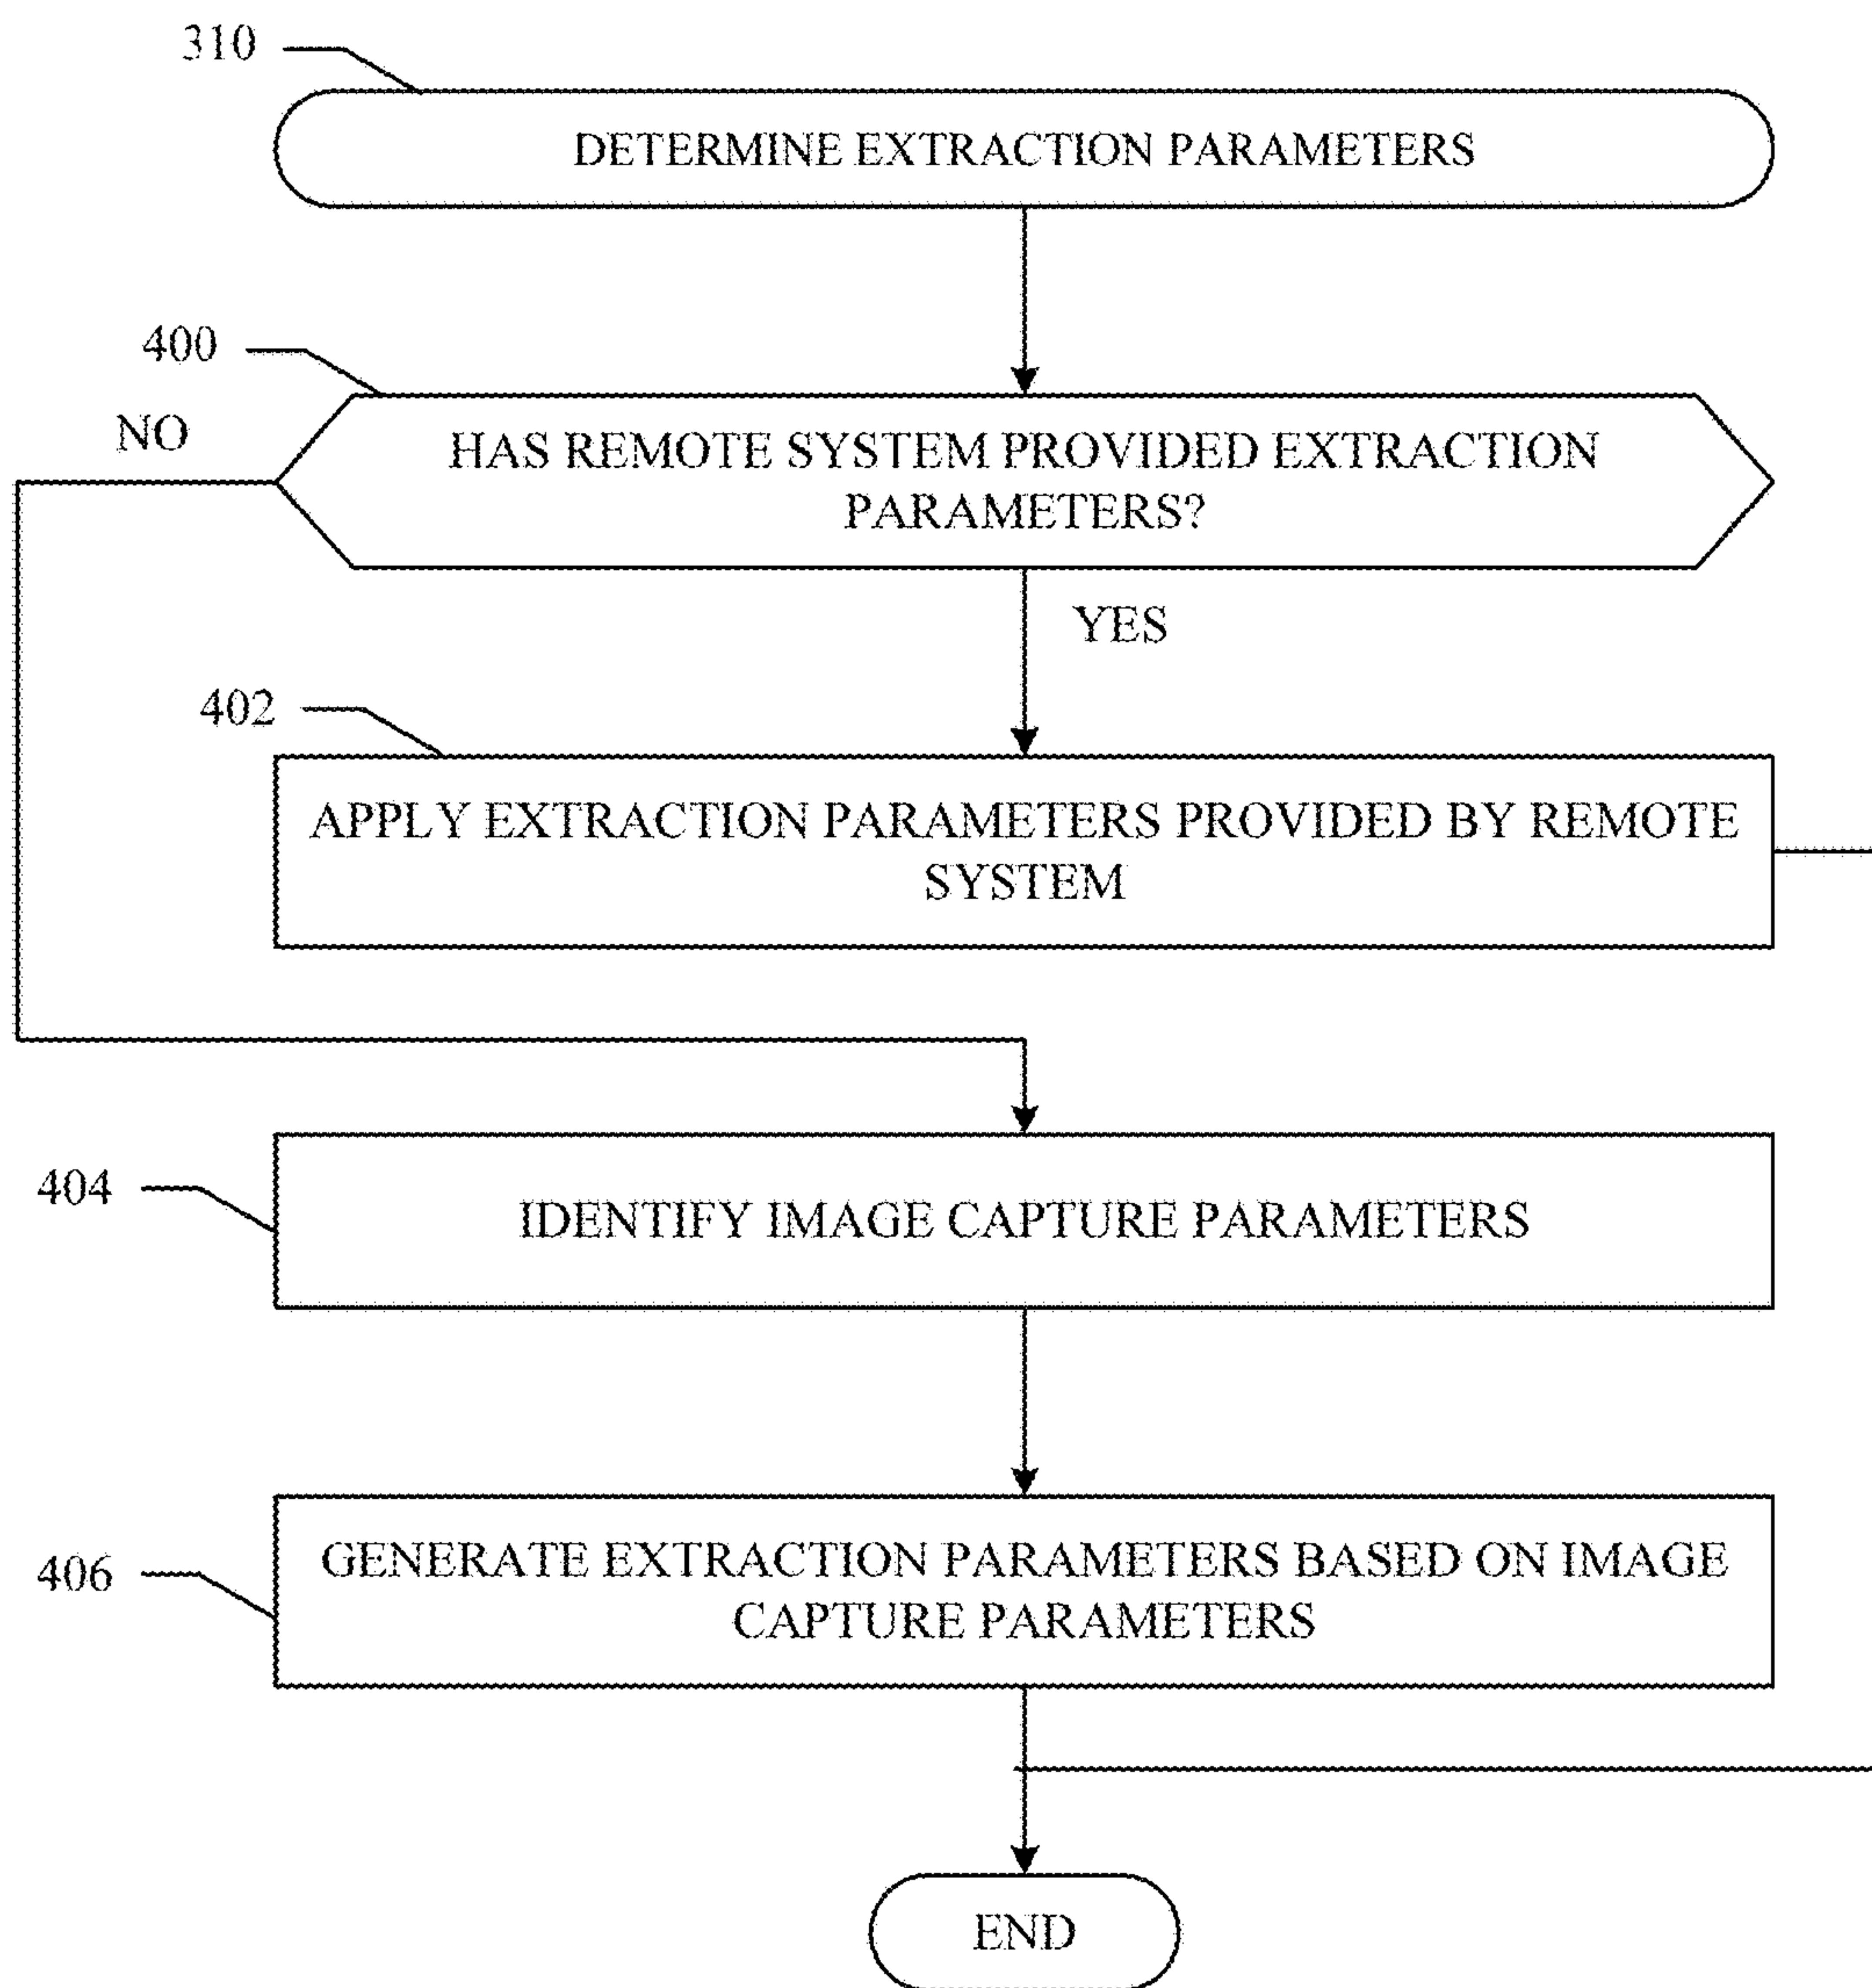 310
DETERMINE EXTRACTION PARAMETERS
400
NO
HAS REMOTE SYSTEM PROVIDED EXTRACTION
PARAMETERS?
YES
402
APPLY EXTRACTION PARAMETERS PROVIDED BY REMOTE
SYSTEM
404
IDENTIFY IMAGE CAPTURE PARAMETERS
406
GENERATE EXTRACTION PARAMETERS BASED ON IMAGE
CAPTURE PARAMETERS
END